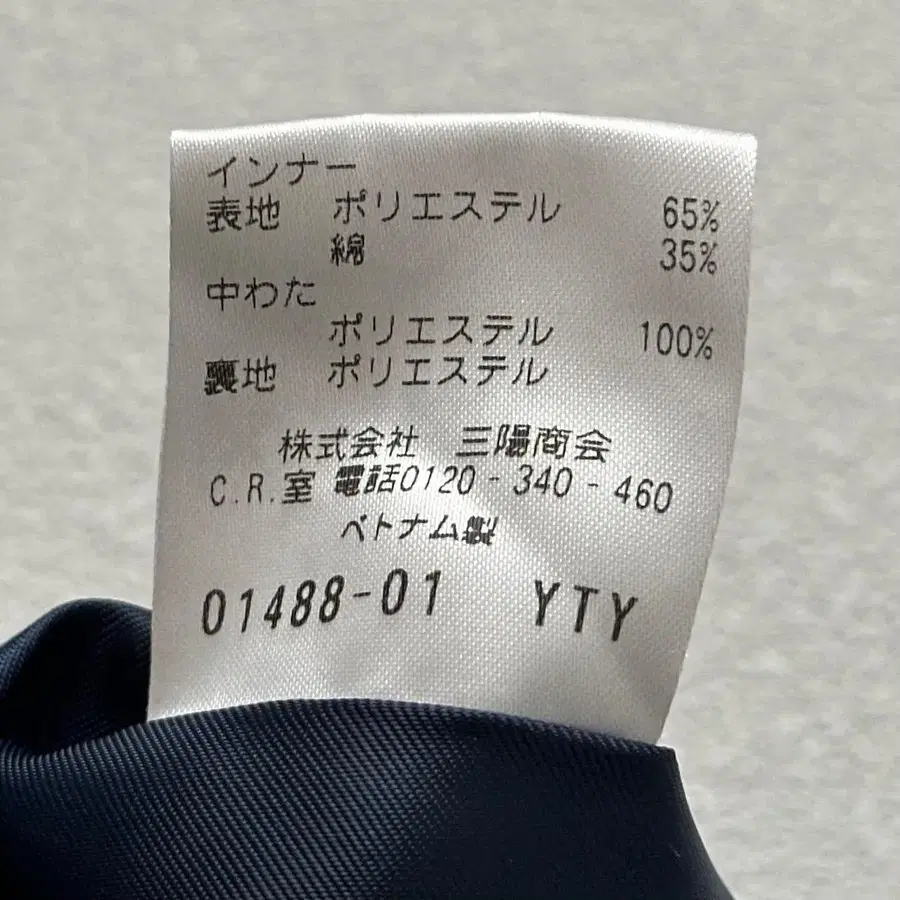 インナー
表地 ポリエステル 65%
綿 35%
中わた
ポリエステル 100%
裏地 ポリエステル
株式会社 三陽商会
C.R.室 電話0120-340-460
ベトナム製
01488-01 YTY